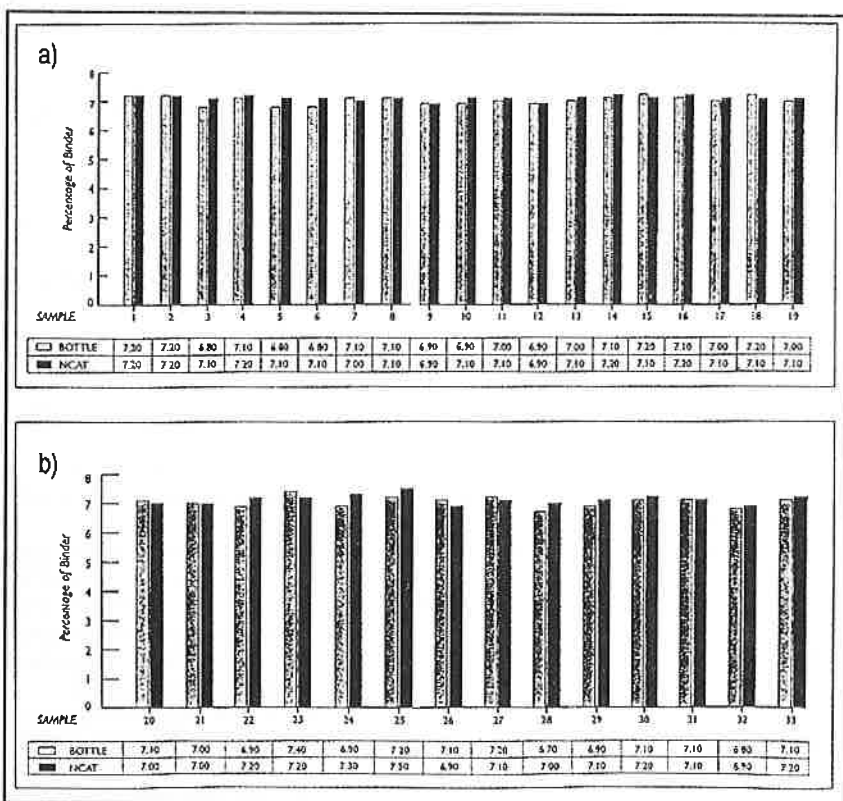 a)
8
7
6
5
4
3
2
1
0
Percentage of Binder
SAMPLE 1 2 3 4 5 6 7 8 9 10 11 12 13 14 15 16 17 18 19
BOTTLE 7.20 7.20 6.80 7.10 6.80 6.80 7.10 7.10 6.90 6.90 7.00 6.90 7.00 7.10 7.20 7.10 7.00 7.20 7.00
NCAT 7.20 7.20 7.10 7.20 7.10 7.10 7.00 7.10 6.90 7.10 7.10 6.90 7.10 7.20 7.10 7.20 7.10 7.10 7.10
b)
8
7
6
5
4
3
2
1
0
Percentage of Binder
SAMPLE 20 21 22 23 24 25 26 27 28 29 30 31 32 33
BOTTLE 7.10 7.00 6.90 7.40 6.90 7.20 7.10 7.20 6.70 6.90 7.10 7.10 6.80 7.10
NCAT 7.00 7.00 7.20 7.20 7.30 7.50 6.90 7.10 7.00 7.10 7.20 7.10 6.90 7.20